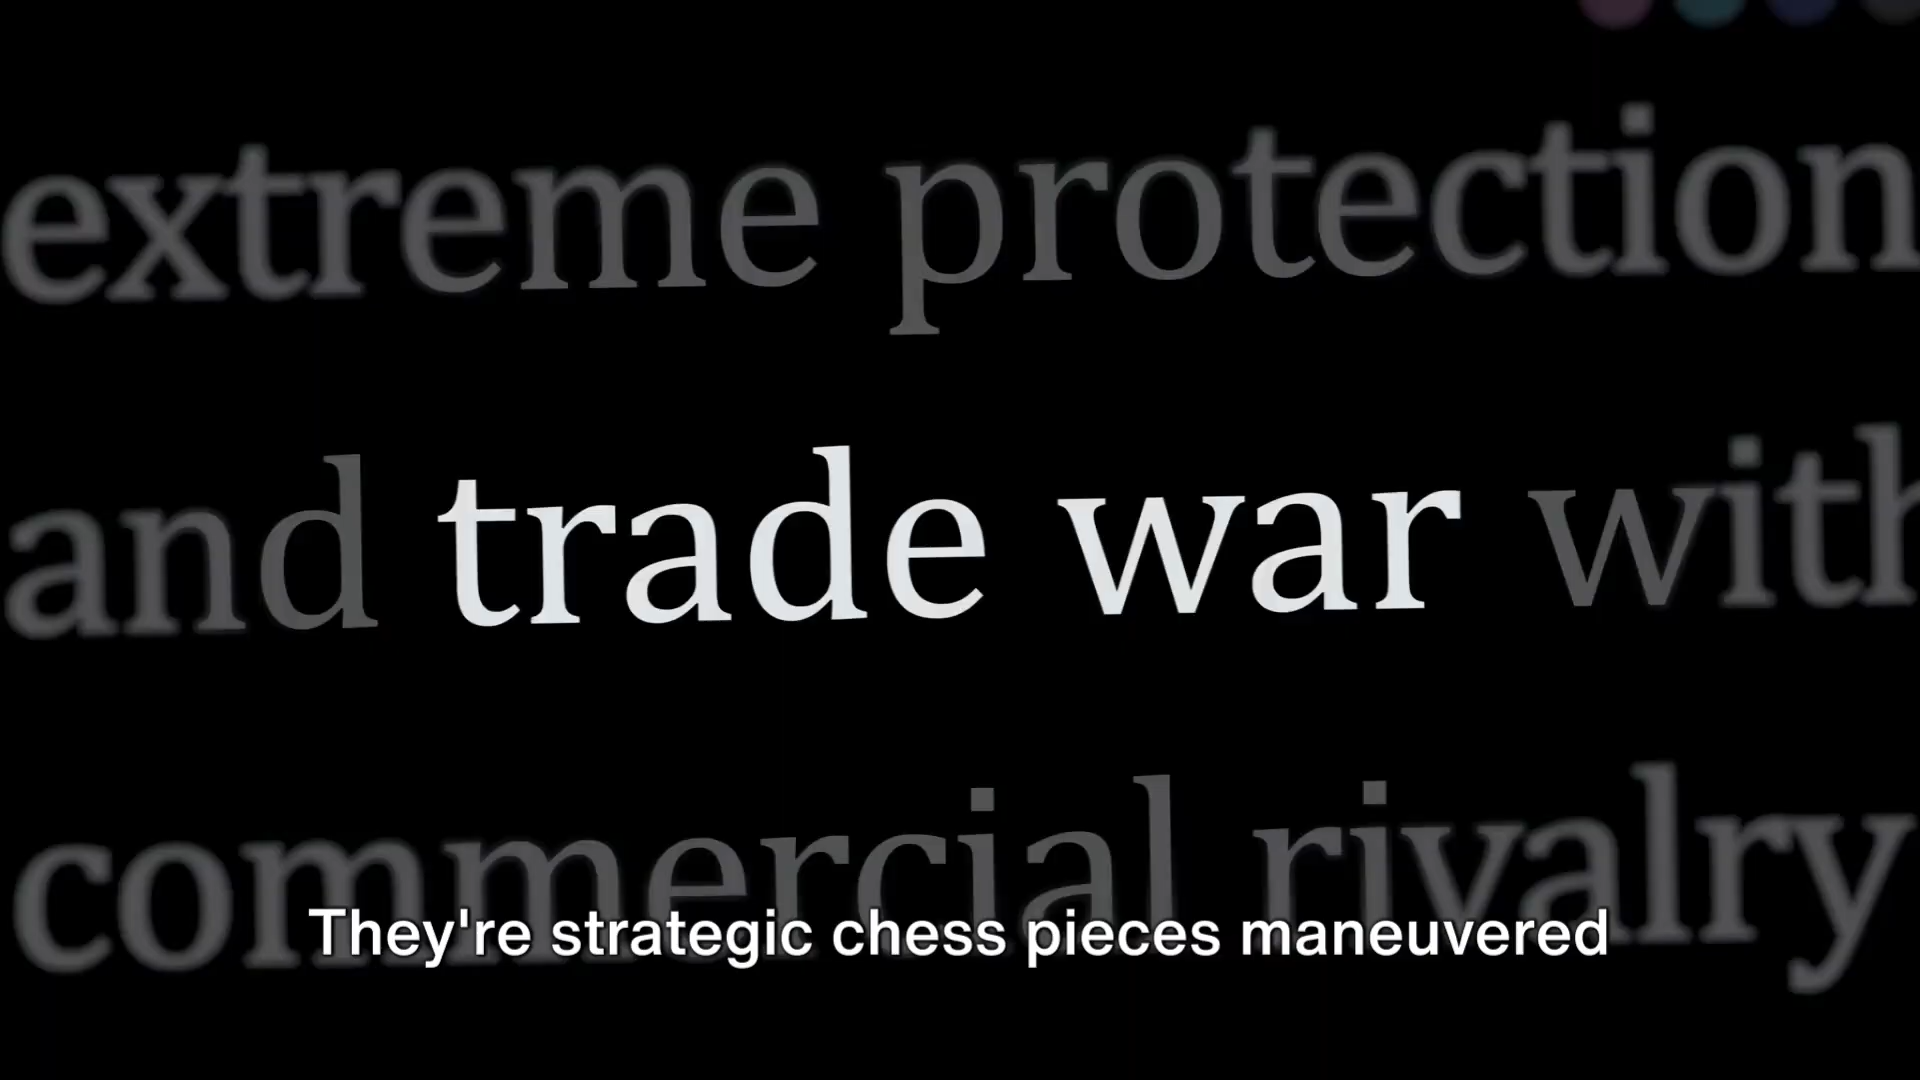 extreme protection
and trade war with
commercial rivalry
They're strategic chess pieces maneuvered